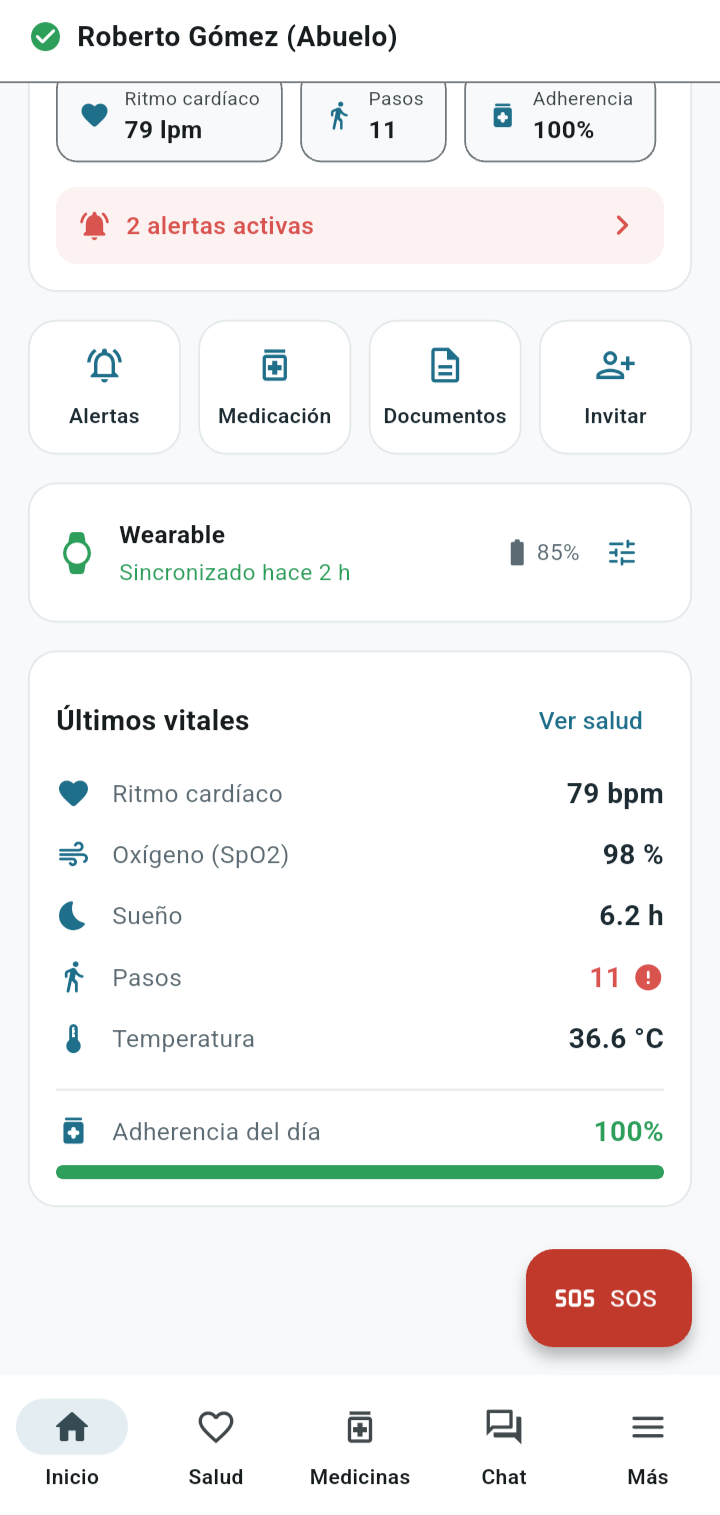 Roberto Gómez (Abuelo)
Ritmo cardíaco
79 lpm
Pasos
11
Adherencia
100%
2 alertas activas
Alertas
Medicación
Documentos
Invitar
Wearable
Sincronizado hace 2 h
85%
Últimos vitales
Ver salud
Ritmo cardíaco
79 bpm
Oxígeno (SpO2)
98 %
Sueño
6.2 h
Pasos
11
Temperatura
36.6 °C
Adherencia del día
100%
SOS SOS
Inicio
Salud
Medicinas
Chat
Más